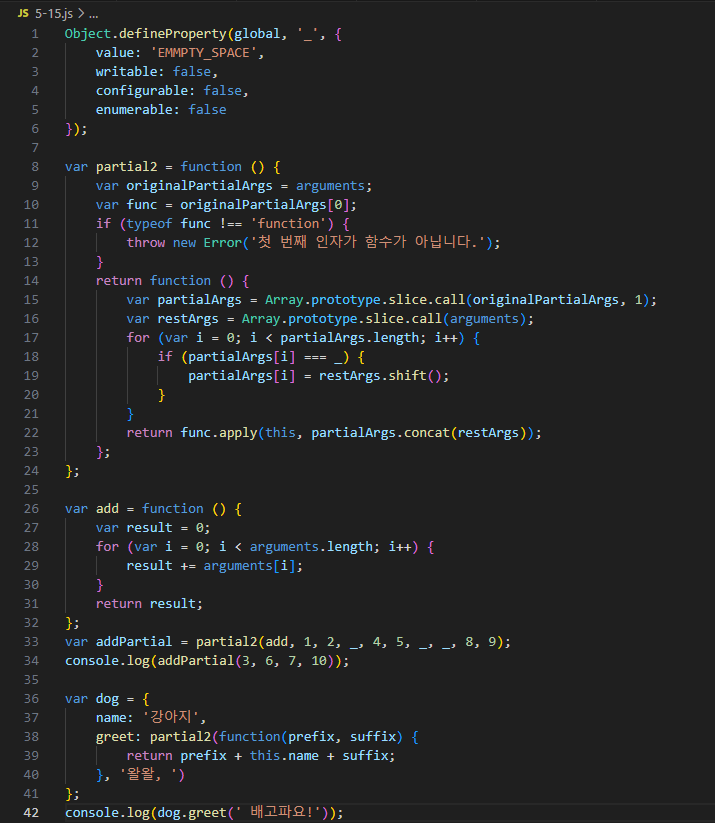 JS 5-15.js > ...
1 Object.defineProperty(global, '_', {
2     value: 'EMMPTY_SPACE',
3     writable: false,
4     configurable: false,
5     enumerable: false
6 });
7
8 var partial2 = function () {
9     var originalPartialArgs = arguments;
10     var func = originalPartialArgs[0];
11     if (typeof func !== 'function') {
12         throw new Error('첫 번째 인자가 함수가 아닙니다.');
13     }
14     return function () {
15         var partialArgs = Array.prototype.slice.call(originalPartialArgs, 1);
16         var restArgs = Array.prototype.slice.call(arguments);
17         for (var i = 0; i < partialArgs.length; i++) {
18             if (partialArgs[i] === _) {
19                 partialArgs[i] = restArgs.shift();
20             }
21         }
22         return func.apply(this, partialArgs.concat(restArgs));
23     };
24 };
25
26 var add = function () {
27     var result = 0;
28     for (var i = 0; i < arguments.length; i++) {
29         result += arguments[i];
30     }
31     return result;
32 };
33 var addPartial = partial2(add, 1, 2, _, 4, 5, _, _, 8, 9);
34 console.log(addPartial(3, 6, 7, 10));
35
36 var dog = {
37     name: '강아지',
38     greet: partial2(function(prefix, suffix) {
39         return prefix + this.name + suffix;
40     }, '왈왈, ')
41 };
42 console.log(dog.greet(' 배고파요!'));